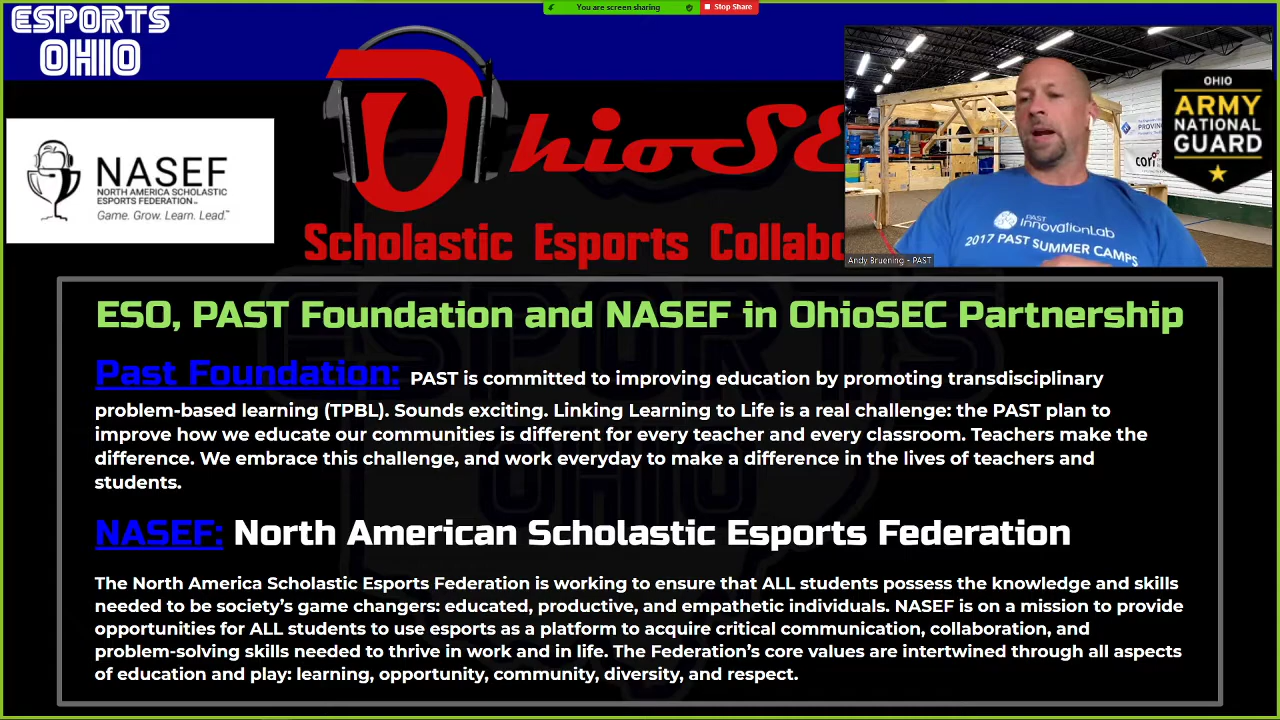 You are screen sharing
Stop Share
ESPORTS
OHIO
OhioSE
Scholastic Esports Collabo
NASEF
NORTH AMERICA SCHOLASTIC
ESPORTS FEDERATION
Game. Grow. Learn. Lead.™
PAST
InnovationLab
2017 PAST SUMMER CAMPS
cori
Andy Bruening - PAST
OHIO
ARMY
NATIONAL
GUARD
ESO, PAST Foundation and NASEF in OhioSEC Partnership
Past Foundation: PAST is committed to improving education by promoting transdisciplinary
problem-based learning (TPBL). Sounds exciting. Linking Learning to Life is a real challenge: the PAST plan to
improve how we educate our communities is different for every teacher and every classroom. Teachers make the
difference. We embrace this challenge, and work everyday to make a difference in the lives of teachers and
students.
NASEF: North American Scholastic Esports Federation
The North America Scholastic Esports Federation is working to ensure that ALL students possess the knowledge and skills
needed to be society's game changers: educated, productive, and empathetic individuals. NASEF is on a mission to provide
opportunities for ALL students to use esports as a platform to acquire critical communication, collaboration, and
problem-solving skills needed to thrive in work and in life. The Federation's core values are intertwined through all aspects
of education and play: learning, opportunity, community, diversity, and respect.
ESPORTS
OHIO